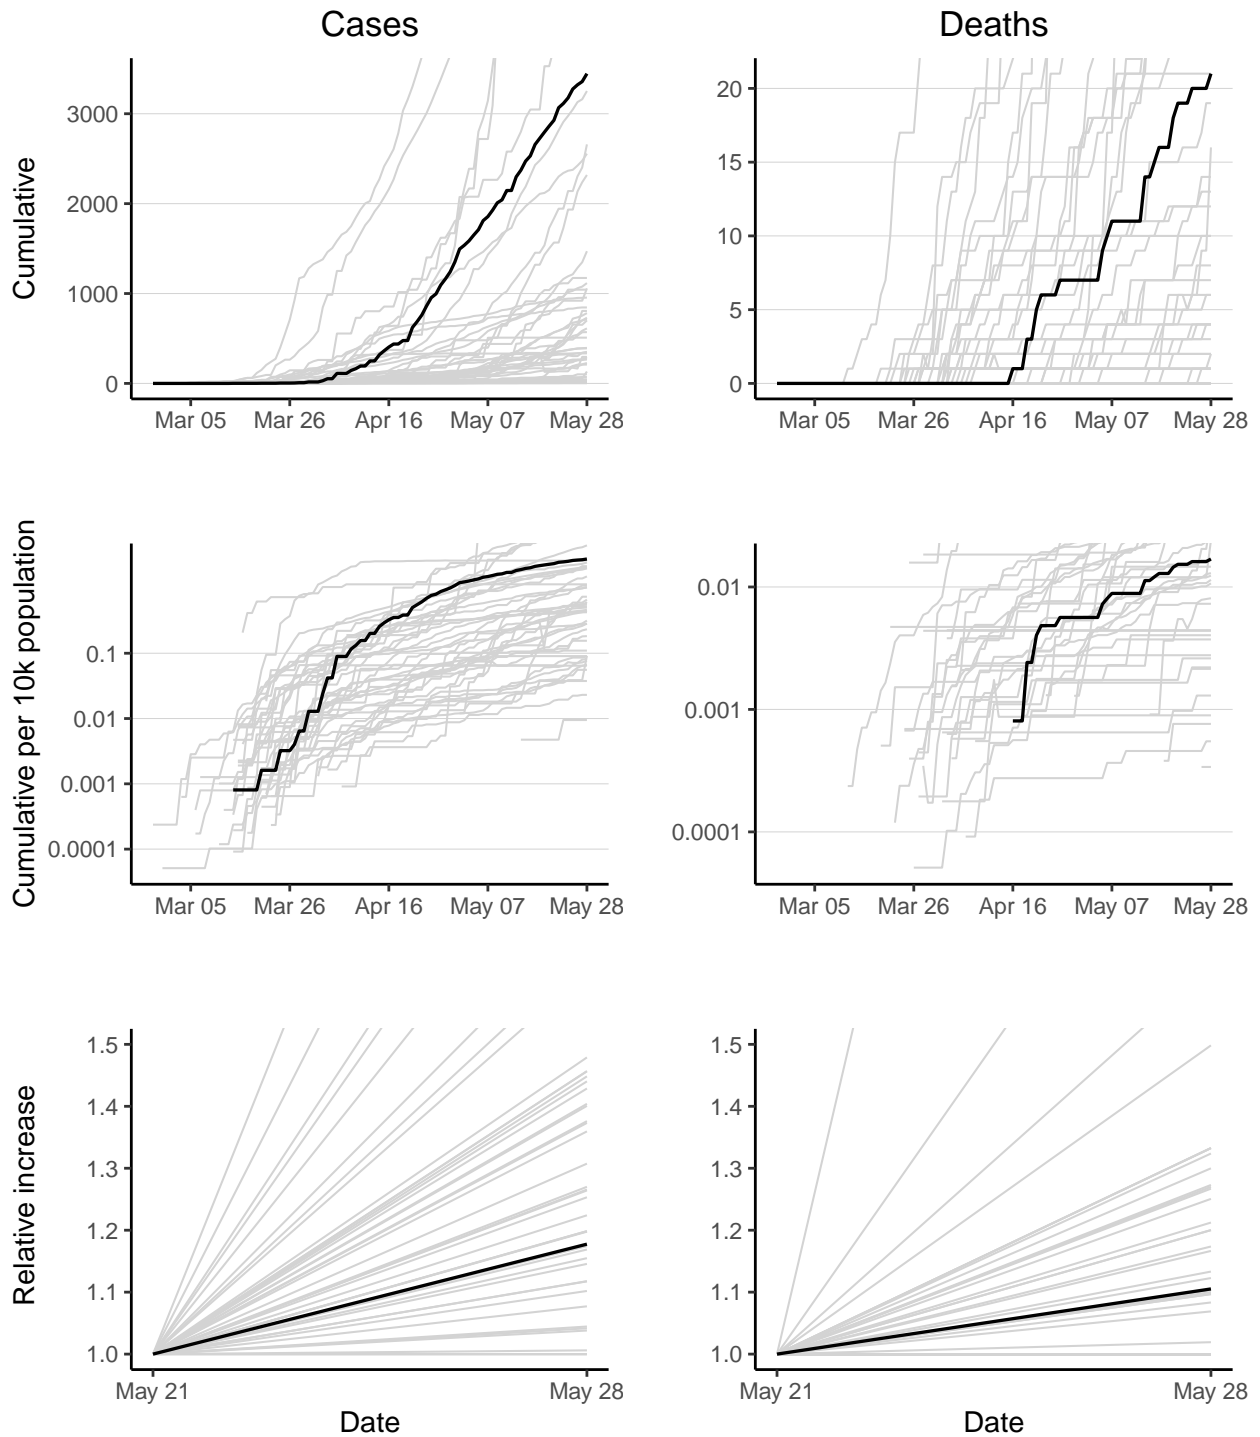 Cases
Deaths
Cumulative
3000
2000
1000
0
Mar 05 Mar 26 Apr 16 May 07 May 28
20
15
10
5
0
Mar 05 Mar 26 Apr 16 May 07 May 28
Cumulative per 10k population
0.1
0.01
0.001
0.0001
Mar 05 Mar 26 Apr 16 May 07 May 28
0.01
0.001
0.0001
Mar 05 Mar 26 Apr 16 May 07 May 28
Relative increase
1.5
1.4
1.3
1.2
1.1
1.0
May 21 May 28
Date
1.5
1.4
1.3
1.2
1.1
1.0
May 21 May 28
Date